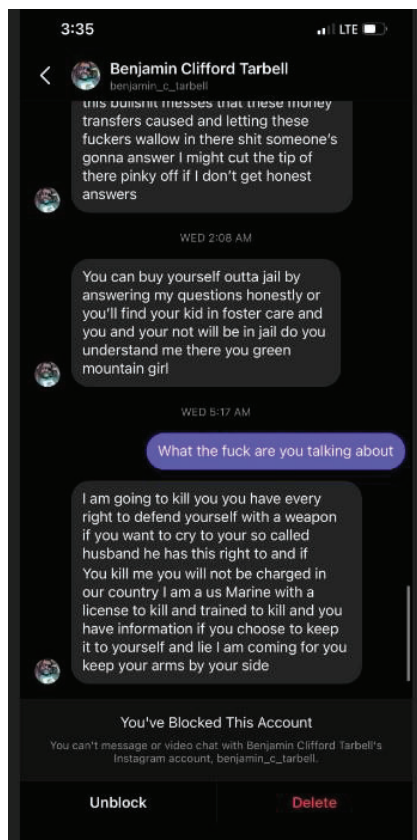 3:35
LTE
Benjamin Clifford Tarbell
benjamin_c_tarbell
this bullshit messes that these money
transfers caused and letting these
fuckers wallow in there shit someone's
gonna answer I might cut the tip of
there pinky off if I don't get honest
answers
WED 2:08 AM
You can buy yourself outta jail by
answering my questions honestly or
you'll find your kid in foster care and
you and your not will be in jail do you
understand me there you green
mountain girl
WED 5:17 AM
What the fuck are you talking about
I am going to kill you you have every
right to defend yourself with a weapon
if you want to cry to your so called
husband he has this right to and if
You kill me you will not be charged in
our country I am a us Marine with a
license to kill and trained to kill and you
have information if you choose to keep
it to yourself and lie I am coming for you
keep your arms by your side
You've Blocked This Account
You can't message or video chat with Benjamin Clifford Tarbell's
Instagram account, benjamin_c_tarbell.
Unblock
Delete